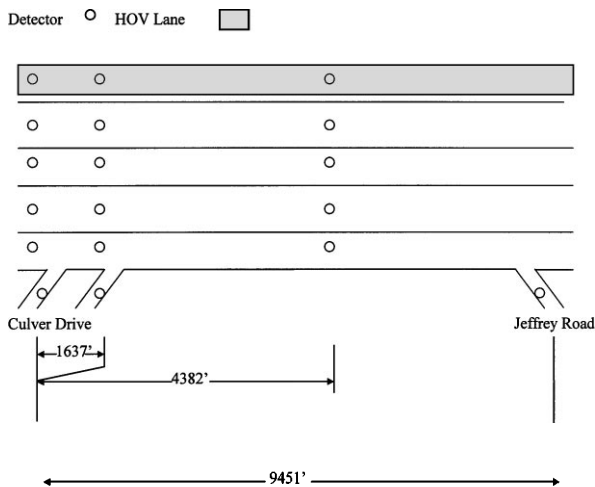 Detector HOV Lane
Culver Drive Jeffrey Road
1637’
4382’
9451’